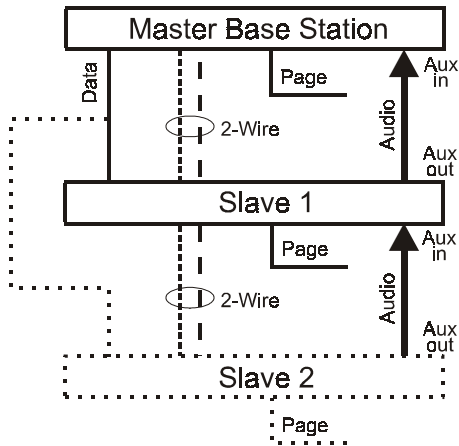 Master Base Station
Data
Page
Aux
in
2-Wire
Audio
Aux
out
Slave 1
Page
Aux
in
2-Wire
Audio
Aux
out
Slave 2
Page